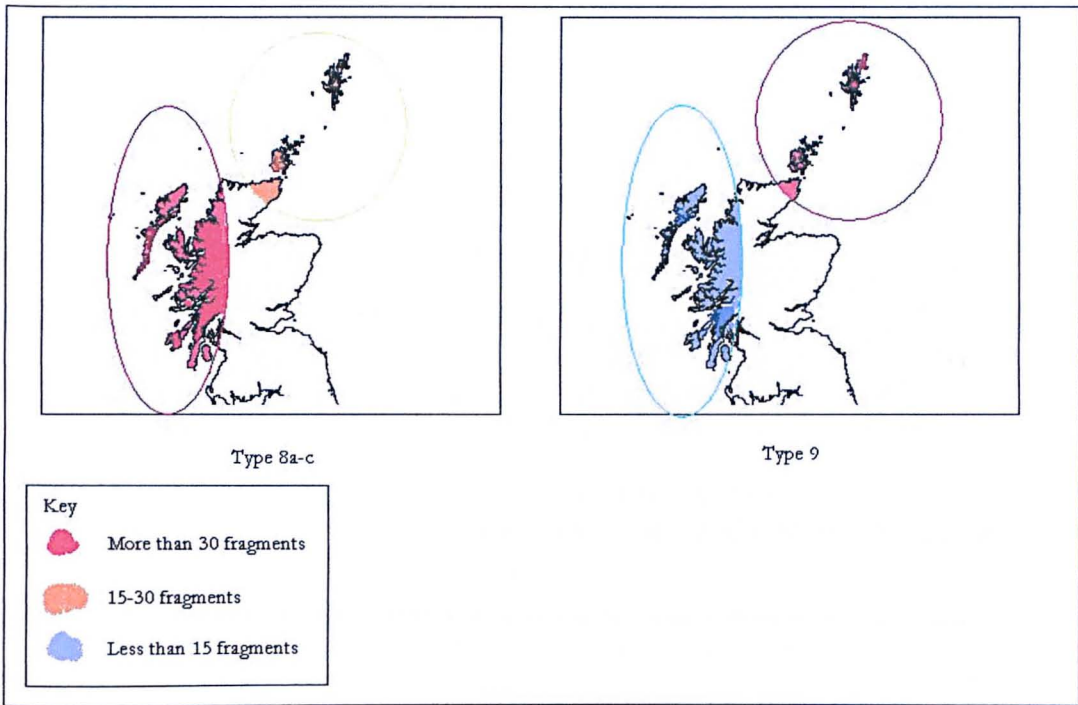 Type 8a-c
Type 9
Key
More than 30 fragments
15-30 fragments
Less than 15 fragments